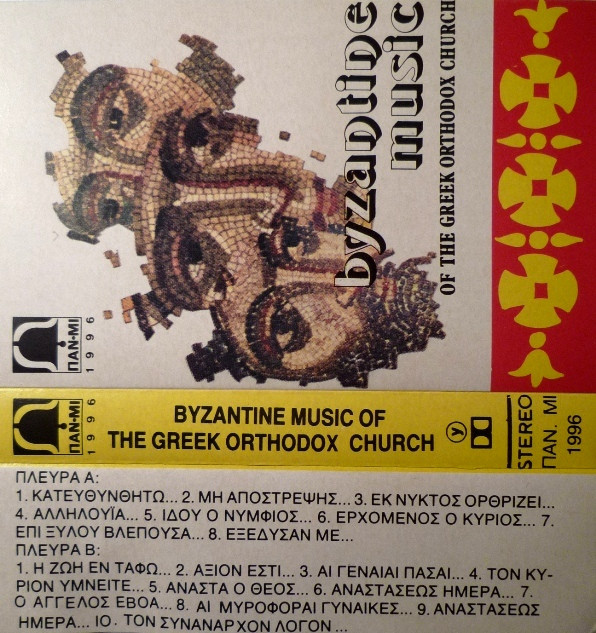 byzantine
music
OF THE GREEK ORTHODOX CHURCH
ΠΑΝ-ΜΙ
1996
ΠΑΝ-ΜΙ
1996
BYZANTINE MUSIC OF
THE GREEK ORTHODOX CHURCH
STEREO
ΠΑΝ. ΜΙ
1996
ΠΛΕΥΡΑ Α:
1. ΚΑΤΕΥΘΥΝΘΗΤΩ... 2. ΜΗ ΑΠΟΣΤΡΕΨΗΣ... 3. ΕΚ ΝΥΚΤΟΣ ΟΡΘΡΙΖΕΙ...
4. ΑΛΛΗΛΟΥΪΑ... 5. ΙΔΟΥ Ο ΝΥΜΦΙΟΣ... 6. ΕΡΧΟΜΕΝΟΣ Ο ΚΥΡΙΟΣ... 7.
ΕΠΙ ΞΥΛΟΥ ΒΛΕΠΟΥΣΑ... 8. ΕΞΕΔΥΣΑΝ ΜΕ...
ΠΛΕΥΡΑ Β:
1. Η ΖΩΗ ΕΝ ΤΑΦΩ... 2. ΑΞΙΟΝ ΕΣΤΙ... 3. ΑΙ ΓΕΝΑΙΑΙ ΠΑΣΑΙ... 4. ΤΟΝ ΚΥ-
ΡΙΟΝ ΥΜΝΕΙΤΕ... 5. ΑΝΑΣΤΑ Ο ΘΕΟΣ... 6. ΑΝΑΣΤΑΣΕΩΣ ΗΜΕΡΑ... 7.
Ο ΑΓΓΕΛΟΣ ΕΒΟΑ... 8. ΑΙ ΜΥΡΟΦΟΡΑΙ ΓΥΝΑΙΚΕΣ... 9. ΑΝΑΣΤΑΣΕΩΣ
ΗΜΕΡΑ... ΙΟ. ΤΟΝ ΣΥΝΑΝΑΡΧΟΝ ΛΟΓΟΝ ...